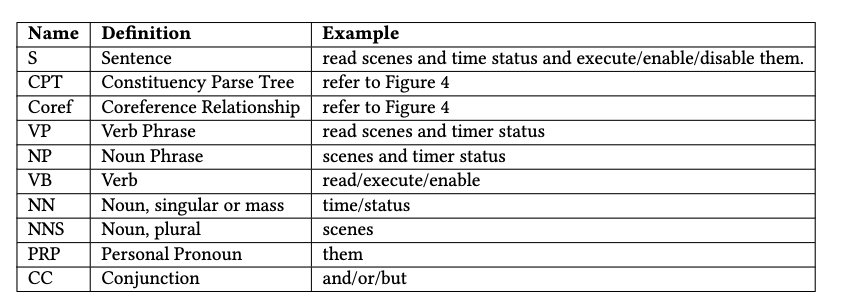 Name Definition Example
S Sentence read scenes and time status and execute/enable/disable them.
CPT Constituency Parse Tree refer to Figure 4
Coref Coreference Relationship refer to Figure 4
VP Verb Phrase read scenes and timer status
NP Noun Phrase scenes and timer status
VB Verb read/execute/enable
NN Noun, singular or mass time/status
NNS Noun, plural scenes
PRP Personal Pronoun them
CC Conjunction and/or/but